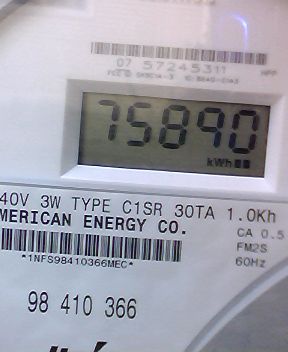 07 57245311
75890
kWh
40V 3W TYPE C1SR 30TA 1.0Kh
MERICAN ENERGY CO.
CA 0.5
FM2S
*1NFS98410366MEC*
60Hz
98 410 366